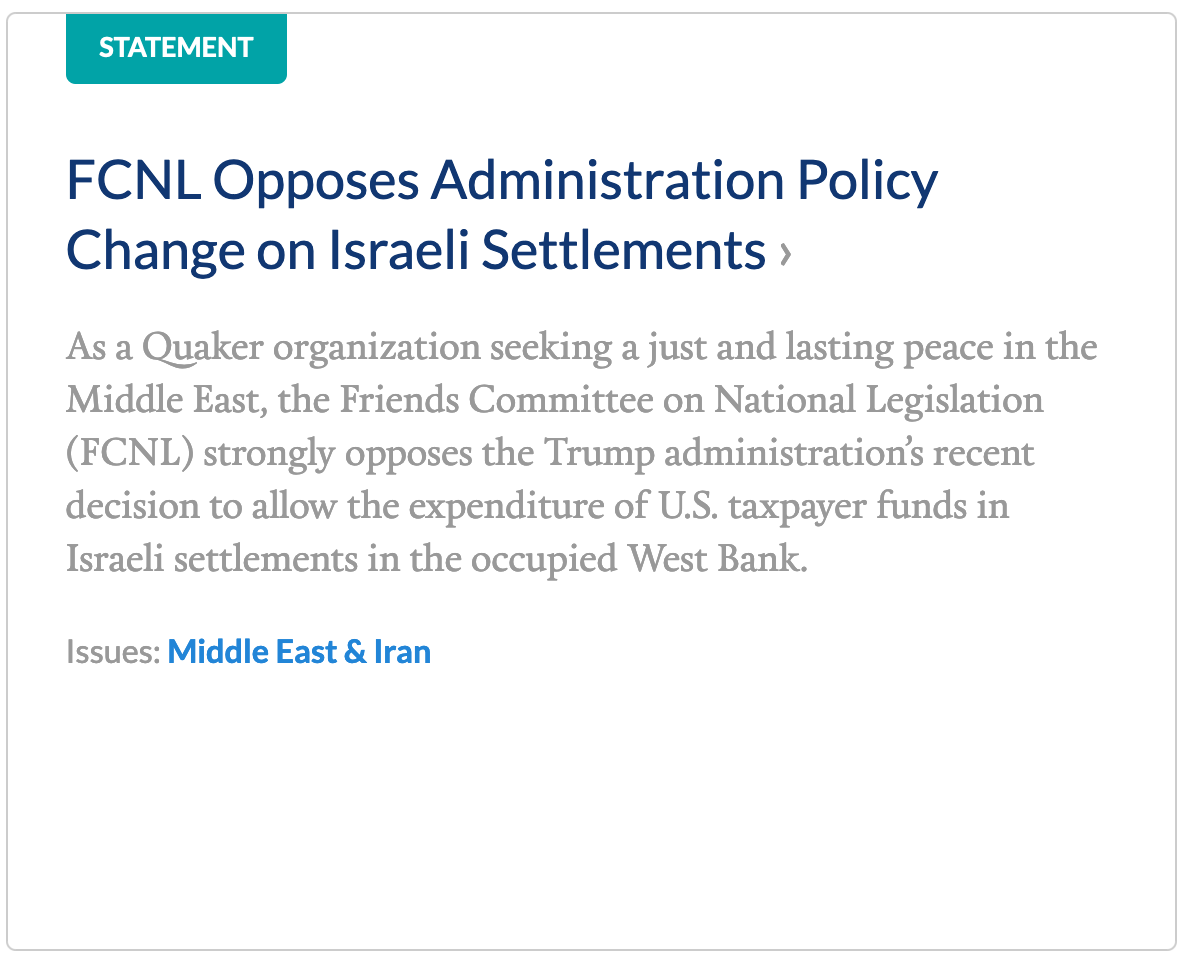 STATEMENT
FCNL Opposes Administration Policy
Change on Israeli Settlements ›
As a Quaker organization seeking a just and lasting peace in the
Middle East, the Friends Committee on National Legislation
(FCNL) strongly opposes the Trump administration’s recent
decision to allow the expenditure of U.S. taxpayer funds in
Israeli settlements in the occupied West Bank.
Issues: Middle East & Iran